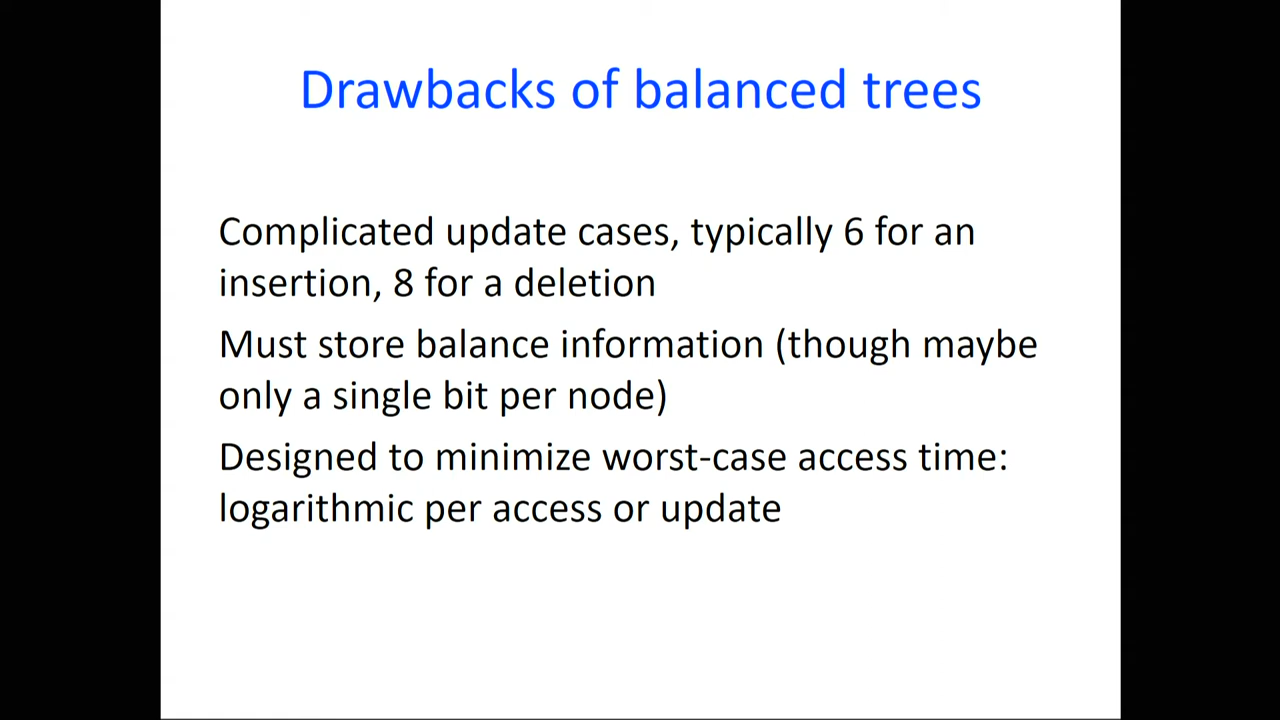 Drawbacks of balanced trees
Complicated update cases, typically 6 for an
insertion, 8 for a deletion
Must store balance information (though maybe
only a single bit per node)
Designed to minimize worst-case access time:
logarithmic per access or update